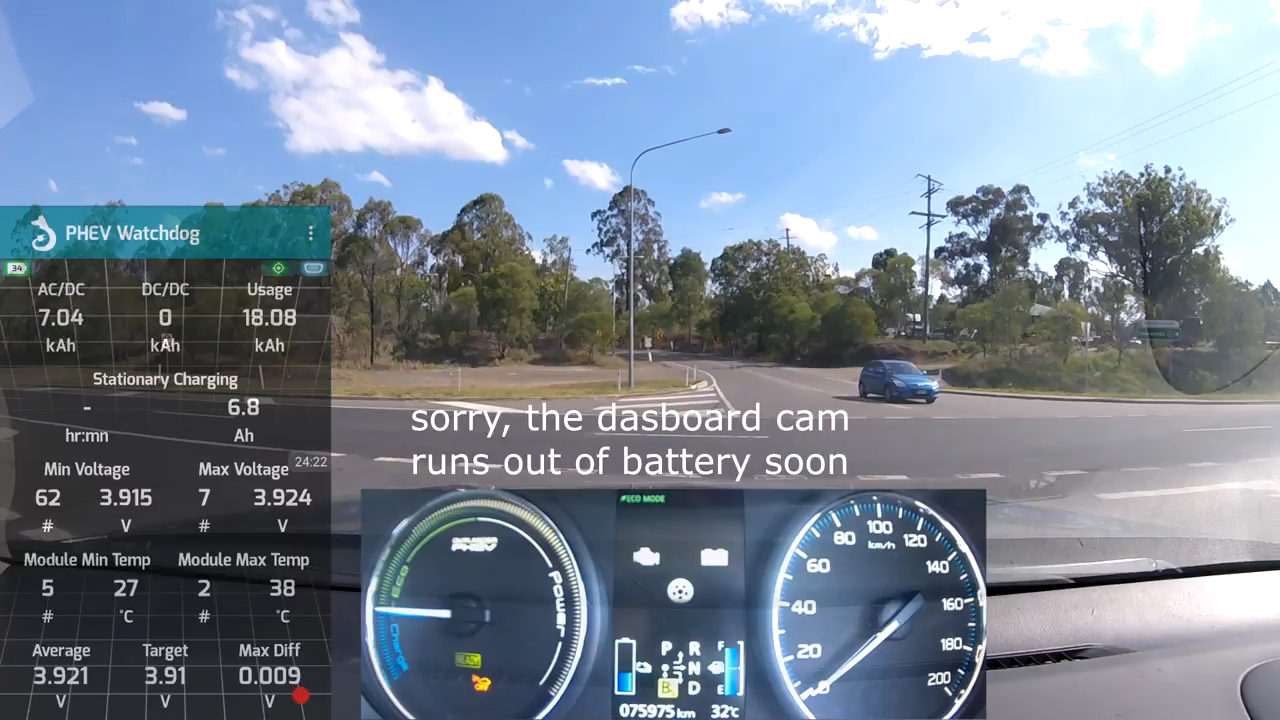 PHEV Watchdog
34
AC/DC DC/DC Usage
7.04 0 18.08
kAh kAh kAh
Stationary Charging
- 6.8
hr:mn Ah
Min Voltage Max Voltage 24:22
62 3.915 7 3.924
# V # V
Module Min Temp Module Max Temp
5 27 2 38
# °C # °C
Average Target Max Diff
3.921 3.91 0.009
V V V
sorry, the dasboard cam
runs out of battery soon
ECO MODE
OUTLANDER
PHEV
Eco
Power
Charge
READY
P R
N
B D
F
E
075975 km 32°C
0 20 40 60 80 100 120 140 160 180 200
km/h